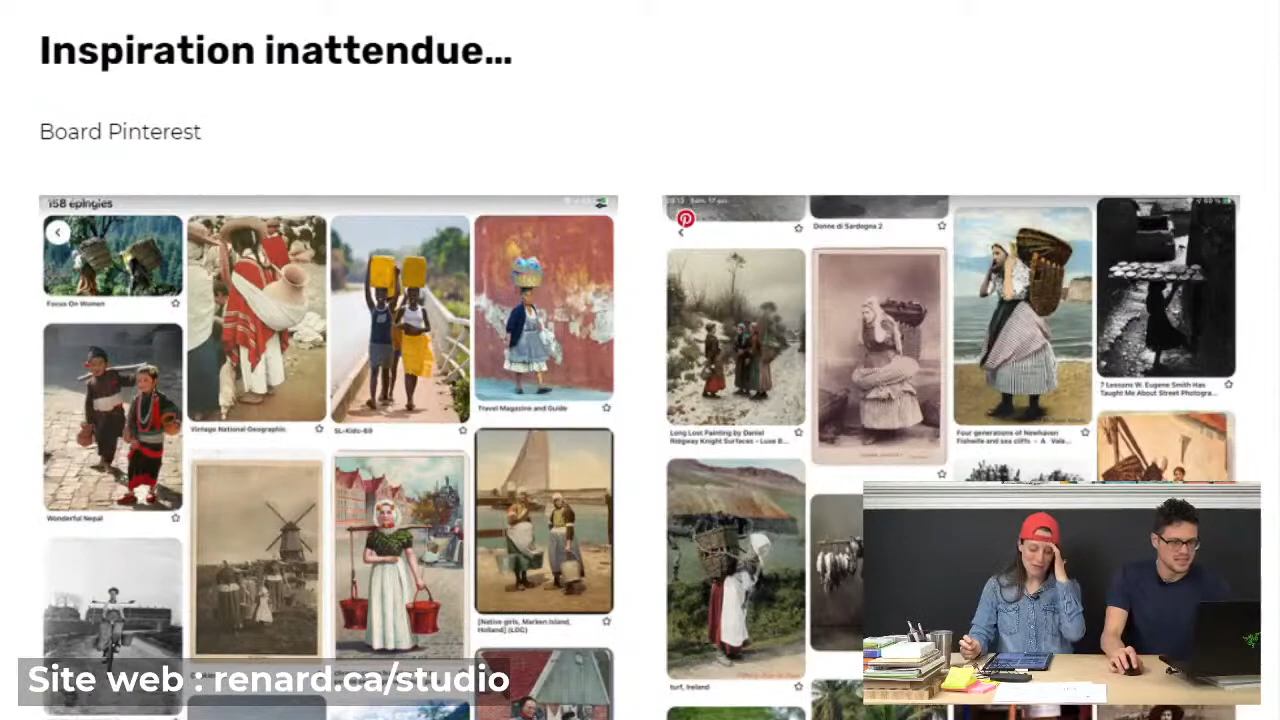 Inspiration inattendue...
Board Pinterest
158 épingles
Focus On Women
Vintage National Geographic
SL-Kids-69
Travel Magazine and Guide
Wonderful Nepal
[Native girls, Marken Island,
Holland] (LOC)
Donne di Sardegna 2
Long Lost Painting by Daniel
Ridgway Knight Surfaces - Luxe B...
Four generations of Newhaven
Fishwife and sea cliffs - A Vale...
7 Lessons W. Eugene Smith Has
Taught Me About Street Photogra...
turf, Ireland
Site web : renard.ca/studio